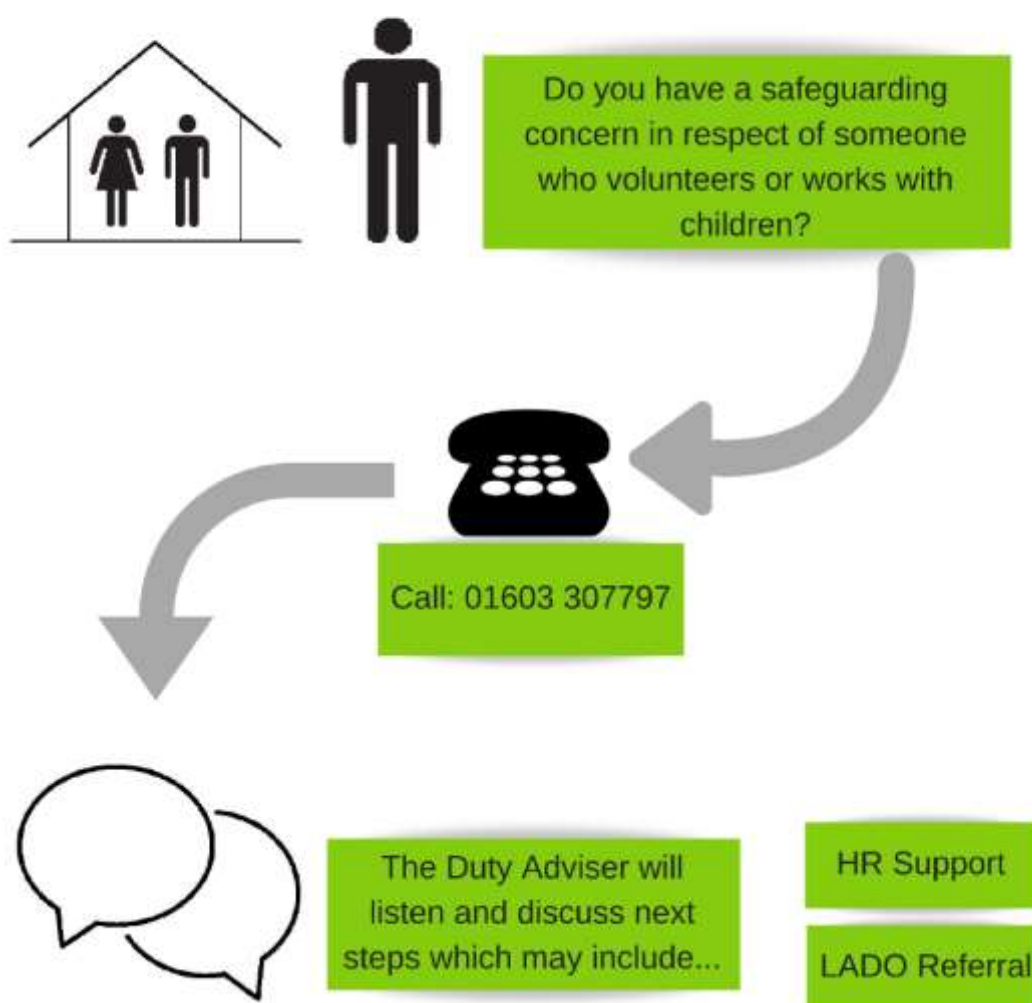 Do you have a safeguarding
concern in respect of someone
who volunteers or works with
children?
Call: 01603 307797
The Duty Adviser will
listen and discuss next
steps which may include...
HR Support
LADO Referral